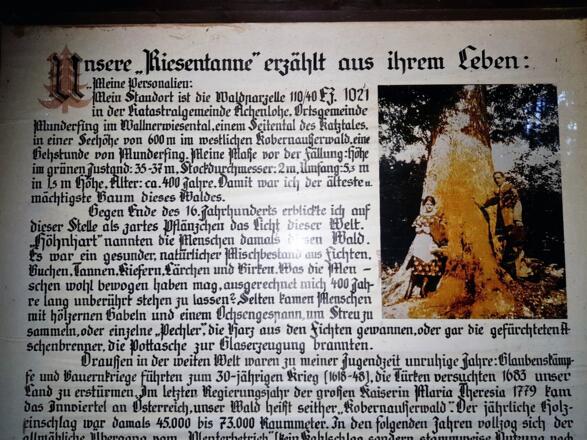 Unsere „Riesentanne" erzählt aus ihrem Leben:
„Meine Personalien:
Mein Standort ist die Waldparzelle 110/40 EZ. 1021
in der Katastralgemeinde Achenlohe, Ortsgemeinde
Munderfing im Wallnerwiesental, einem Seitental des Katztales.
in einer Seehöhe von 600 m im westlichen Kobernaußerwald, eine
Gehstunde von Munderfing. Meine Maße vor der Fällung: Höhe
im grünen Zustand: 35-37 m, Stockdurchmesser: 2 m, Umfang: 5,3 m
in 1,3 m Höhe, Alter: ca. 400 Jahre. Damit war ich der älteste u.
mächtigste Baum dieses Waldes.
Gegen Ende des 16. Jahrhunderts erblickte ich auf
dieser Stelle als zartes Pflänzchen das Licht dieser Welt.
„Höhnhart" nannten die Menschen damals diesen Wald.
Es war ein gesunder, natürlicher Mischbestand aus Fichten,
Buchen, Tannen, Kiefern, Lärchen und Birken. Was die Men-
schen wohl bewogen haben mag, ausgerechnet mich 400 Jah-
re lang unberührt stehen zu lassen? Selten kamen Menschen
mit hölzernen Gabeln und einem Ochsengespann, um Streu zu
sammeln, oder einzelne „Pechler", die Harz aus den Fichten gewannen, oder gar die gefürchteten A-
schenbrenner, die Pottasche zur Glaserzeugung brannten.
Draussen in der weiten Welt waren zu meiner Jugendzeit unruhige Jahre: Glaubenskämp-
fe und Bauernkriege führten zum 30-jährigen Krieg (1618-48), die Türken versuchten 1683 unser
Land zu erstürmen. Im letzten Regierungsjahr der großen Kaiserin Maria Theresia 1779 kam
das Innviertel an Österreich, unser Wald heißt seither „Kobernaußerwald". Der jährliche Holz-
einschlag war damals 45.000 bis 73.000 Raummeter. In den folgenden Jahren vollzog sich der
allmähliche Übergang vom „Plenterbetrieb"